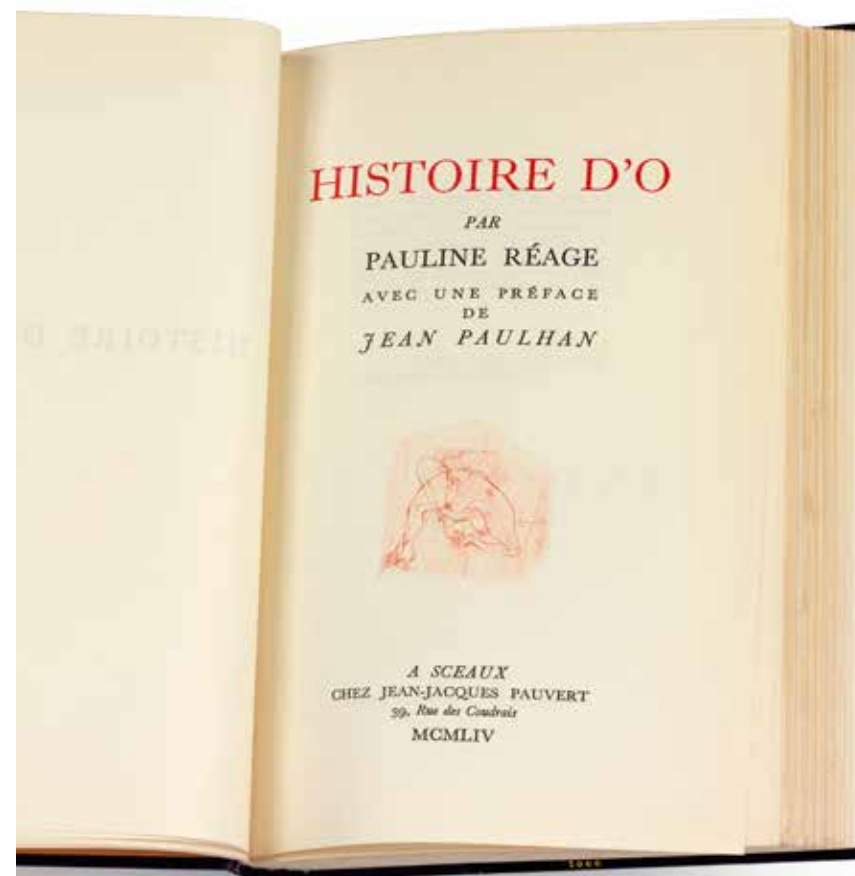 HISTOIRE D'O
PAR
PAULINE RÉAGE
AVEC UNE PRÉFACE
DE
JEAN PAULHAN
A SCEAUX
CHEZ JEAN-JACQUES PAUVERT
39, Rue des Coudrais
MCMLIV